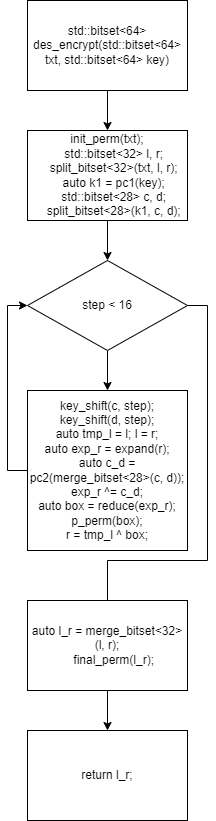 std::bitset<64>
des_encrypt(std::bitset<64>
txt, std::bitset<64> key)
init_perm(txt);
std::bitset<32> l, r;
split_bitset<32>(txt, l, r);
auto k1 = pc1(key);
std::bitset<28> c, d;
split_bitset<28>(k1, c, d);
step < 16
key_shift(c, step);
key_shift(d, step);
auto tmp_l = l; l = r;
auto exp_r = expand(r);
auto c_d =
pc2(merge_bitset<28>(c, d));
exp_r ^= c_d;
auto box = reduce(exp_r);
p_perm(box);
r = tmp_l ^ box;
auto l_r = merge_bitset<32>
(l, r);
final_perm(l_r);
return l_r;